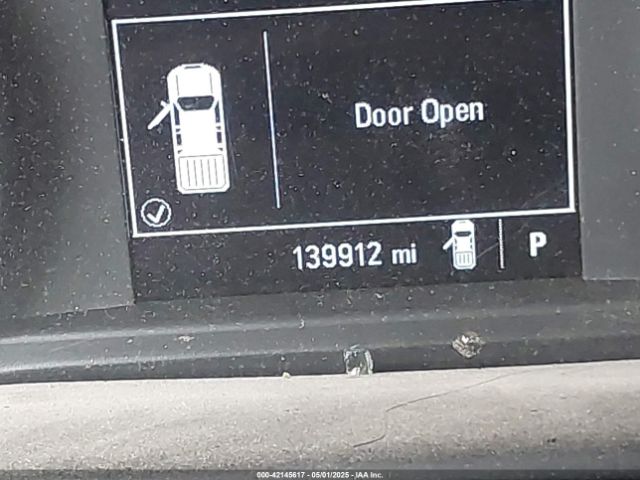 Door Open
139912 mi
P
000-42145617 - 05/01/2025 - IAA Inc.